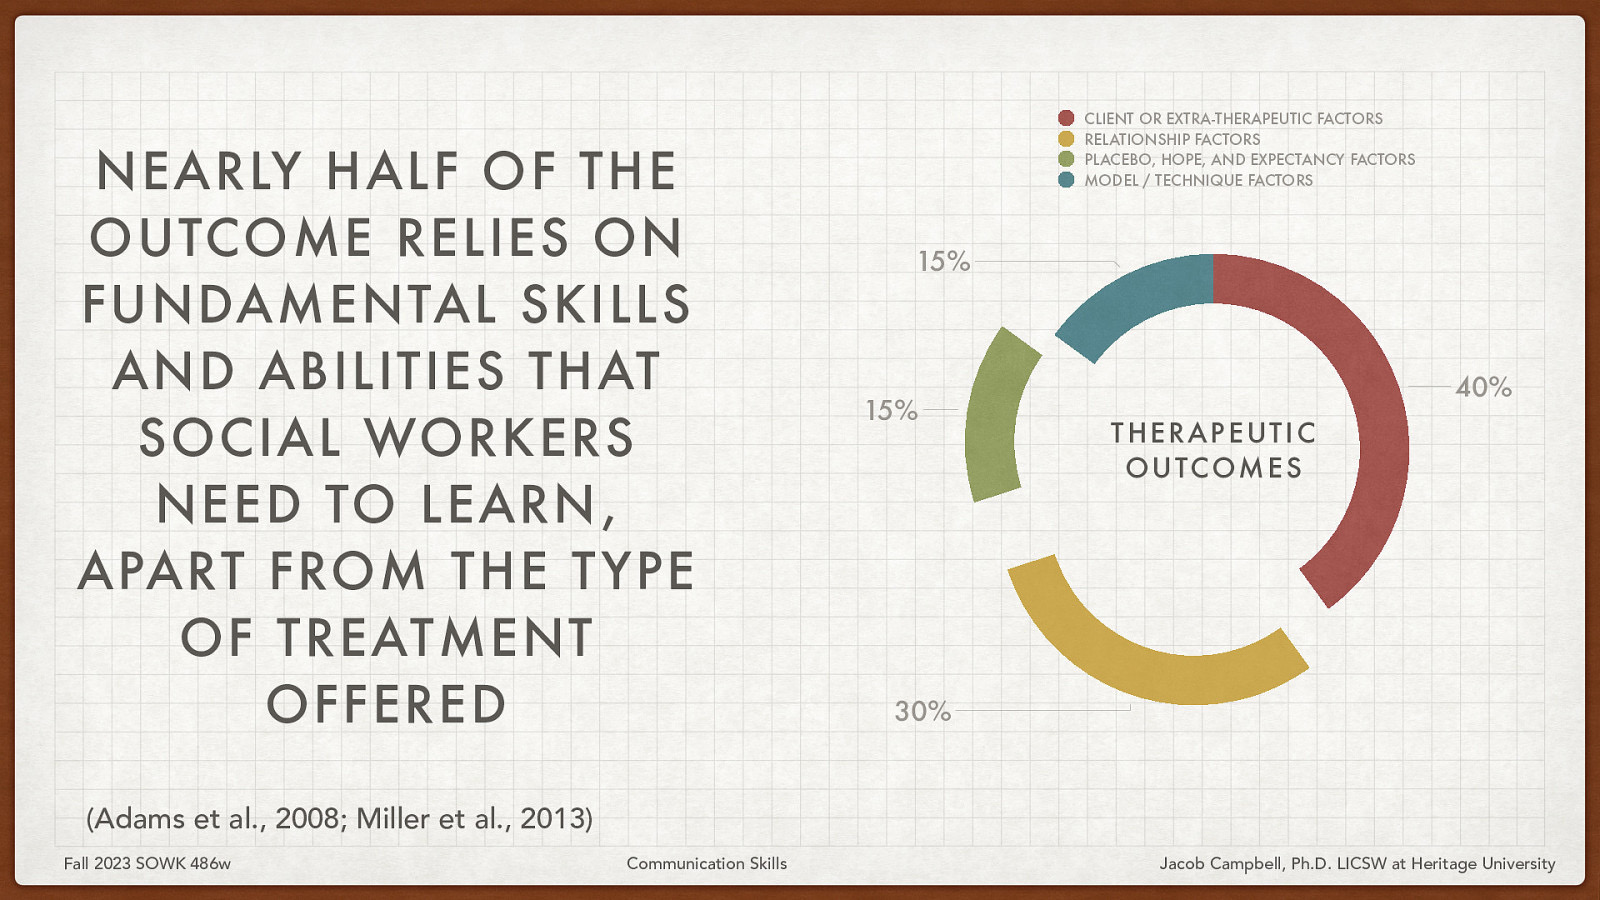 NEARLY HALF OF THE
OUTCOME RELIES ON
FUNDAMENTAL SKILLS
AND ABILITIES THAT
SOCIAL WORKERS
NEED TO LEARN,
APART FROM THE TYPE
OF TREATMENT
OFFERED
(Adams et al., 2008; Miller et al., 2013)
CLIENT OR EXTRA-THERAPEUTIC FACTORS
RELATIONSHIP FACTORS
PLACEBO, HOPE, AND EXPECTANCY FACTORS
MODEL / TECHNIQUE FACTORS
15%
40%
15%
THERAPEUTIC
OUTCOMES
30%
Fall 2023 SOWK 486w
Communication Skills
Jacob Campbell, Ph.D. LICSW at Heritage University